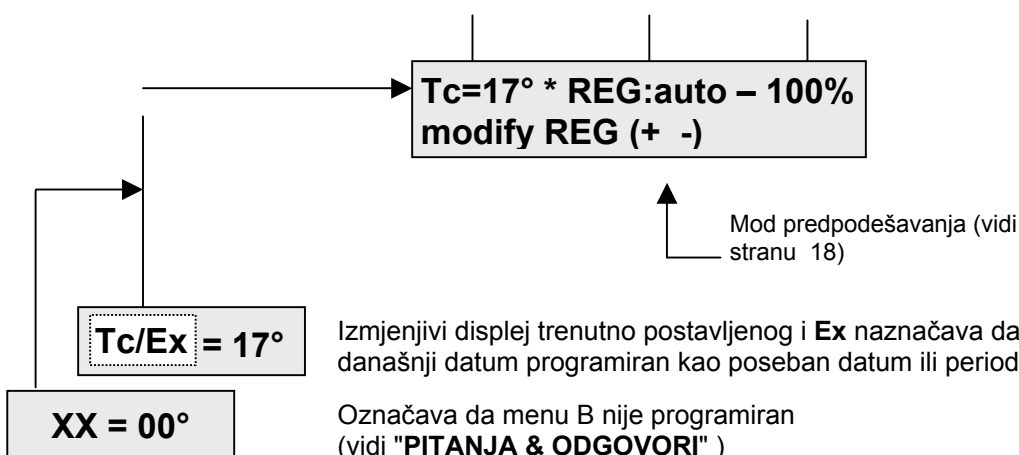 Tc=17° * REG:auto – 100%
modify REG (+ -)
Mod predpodešavanja (vidi
stranu 18)
Tc/Ex = 17°
Izmjenjivi displej trenutno postavljenog i Ex naznačava da
današnji datum programiran kao poseban datum ili period
XX = 00°
Označava da menu B nije programiran
(vidi "PITANJA & ODGOVORI" )